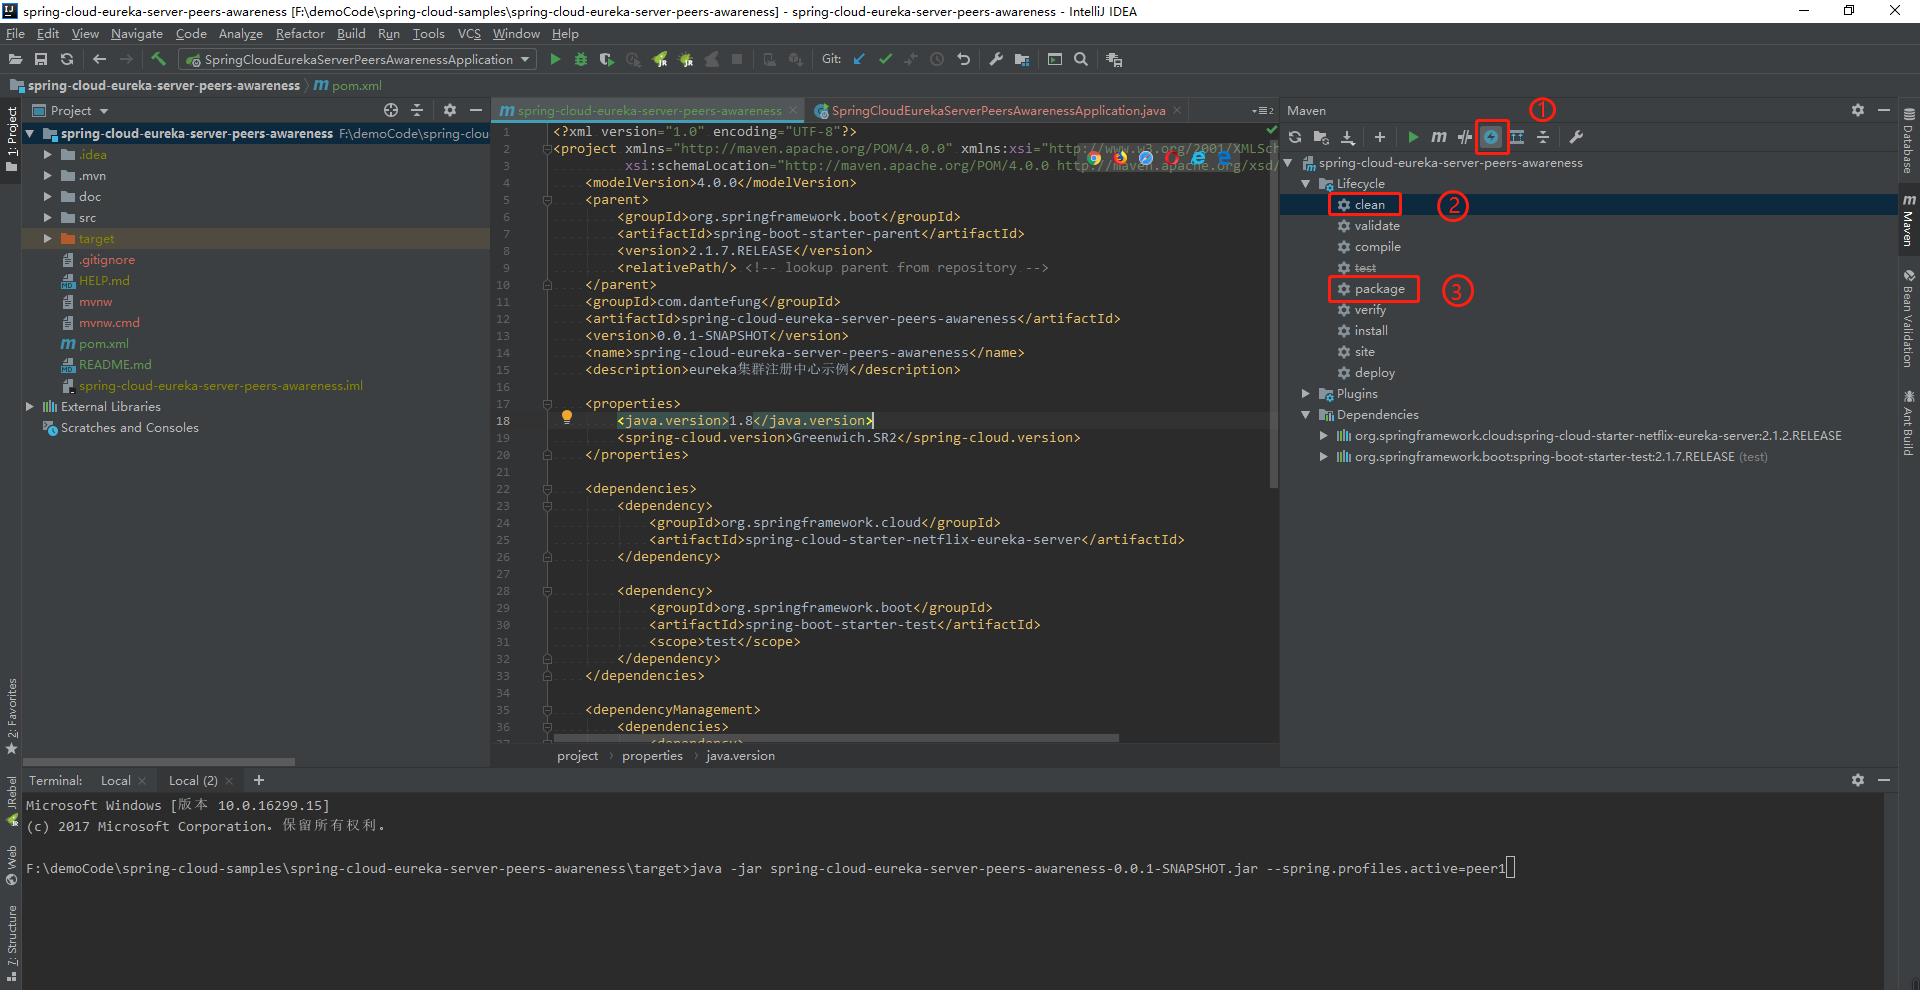 spring-cloud-eureka-server-peers-awareness [F:\demoCode\spring-cloud-samples\spring-cloud-eureka-server-peers-awareness] - spring-cloud-eureka-server-peers-awareness - IntelliJ IDEA
File Edit View Navigate Code Analyze Refactor Build Run Tools VCS Window Help
SpringCloudEurekaServerPeersAwarenessApplication Git:
spring-cloud-eureka-server-peers-awareness m pom.xml
1: Project
Project
spring-cloud-eureka-server-peers-awareness F:\demoCode\spring-clou
.idea
.mvn
doc
src
target
.gitignore
HELP.md
mvnw
mvnw.cmd
pom.xml
README.md
spring-cloud-eureka-server-peers-awareness.iml
External Libraries
Scratches and Consoles
spring-cloud-eureka-server-peers-awareness SpringCloudEurekaServerPeersAwarenessApplication.java
1 <?xml version="1.0" encoding="UTF-8"?>
2 <project xmlns="http://maven.apache.org/POM/4.0.0" xmlns:xsi="http://www.w3.org/2001/XMLSch
3 xsi:schemaLocation="http://maven.apache.org/POM/4.0.0 http://maven.apache.org/xsd/
4 <modelVersion>4.0.0</modelVersion>
5 <parent>
6 <groupId>org.springframework.boot</groupId>
7 <artifactId>spring-boot-starter-parent</artifactId>
8 <version>2.1.7.RELEASE</version>
9 <relativePath/> <!-- lookup parent from repository -->
10 </parent>
11 <groupId>com.dantefung</groupId>
12 <artifactId>spring-cloud-eureka-server-peers-awareness</artifactId>
13 <version>0.0.1-SNAPSHOT</version>
14 <name>spring-cloud-eureka-server-peers-awareness</name>
15 <description>eureka集群注册中心示例</description>
16
17 <properties>
18 <java.version>1.8</java.version>
19 <spring-cloud.version>Greenwich.SR2</spring-cloud.version>
20 </properties>
21
22 <dependencies>
23 <dependency>
24 <groupId>org.springframework.cloud</groupId>
25 <artifactId>spring-cloud-starter-netflix-eureka-server</artifactId>
26 </dependency>
27
28 <dependency>
29 <groupId>org.springframework.boot</groupId>
30 <artifactId>spring-boot-starter-test</artifactId>
31 <scope>test</scope>
32 </dependency>
33 </dependencies>
34
35 <dependencyManagement>
36 <dependencies>
37 <dependency>
project › properties › java.version
Maven
①
spring-cloud-eureka-server-peers-awareness
Lifecycle
clean ②
validate
compile
test
package ③
verify
install
site
deploy
Plugins
Dependencies
org.springframework.cloud:spring-cloud-starter-netflix-eureka-server:2.1.2.RELEASE
org.springframework.boot:spring-boot-starter-test:2.1.7.RELEASE (test)
Database
Maven
Bean Validation
Ant Build
2: Favorites
JRebel
Web
7: Structure
Terminal: Local Local (2)
Microsoft Windows [版本 10.0.16299.15]
(c) 2017 Microsoft Corporation。保留所有权利。
F:\demoCode\spring-cloud-samples\spring-cloud-eureka-server-peers-awareness\target>java -jar spring-cloud-eureka-server-peers-awareness-0.0.1-SNAPSHOT.jar --spring.profiles.active=peer1